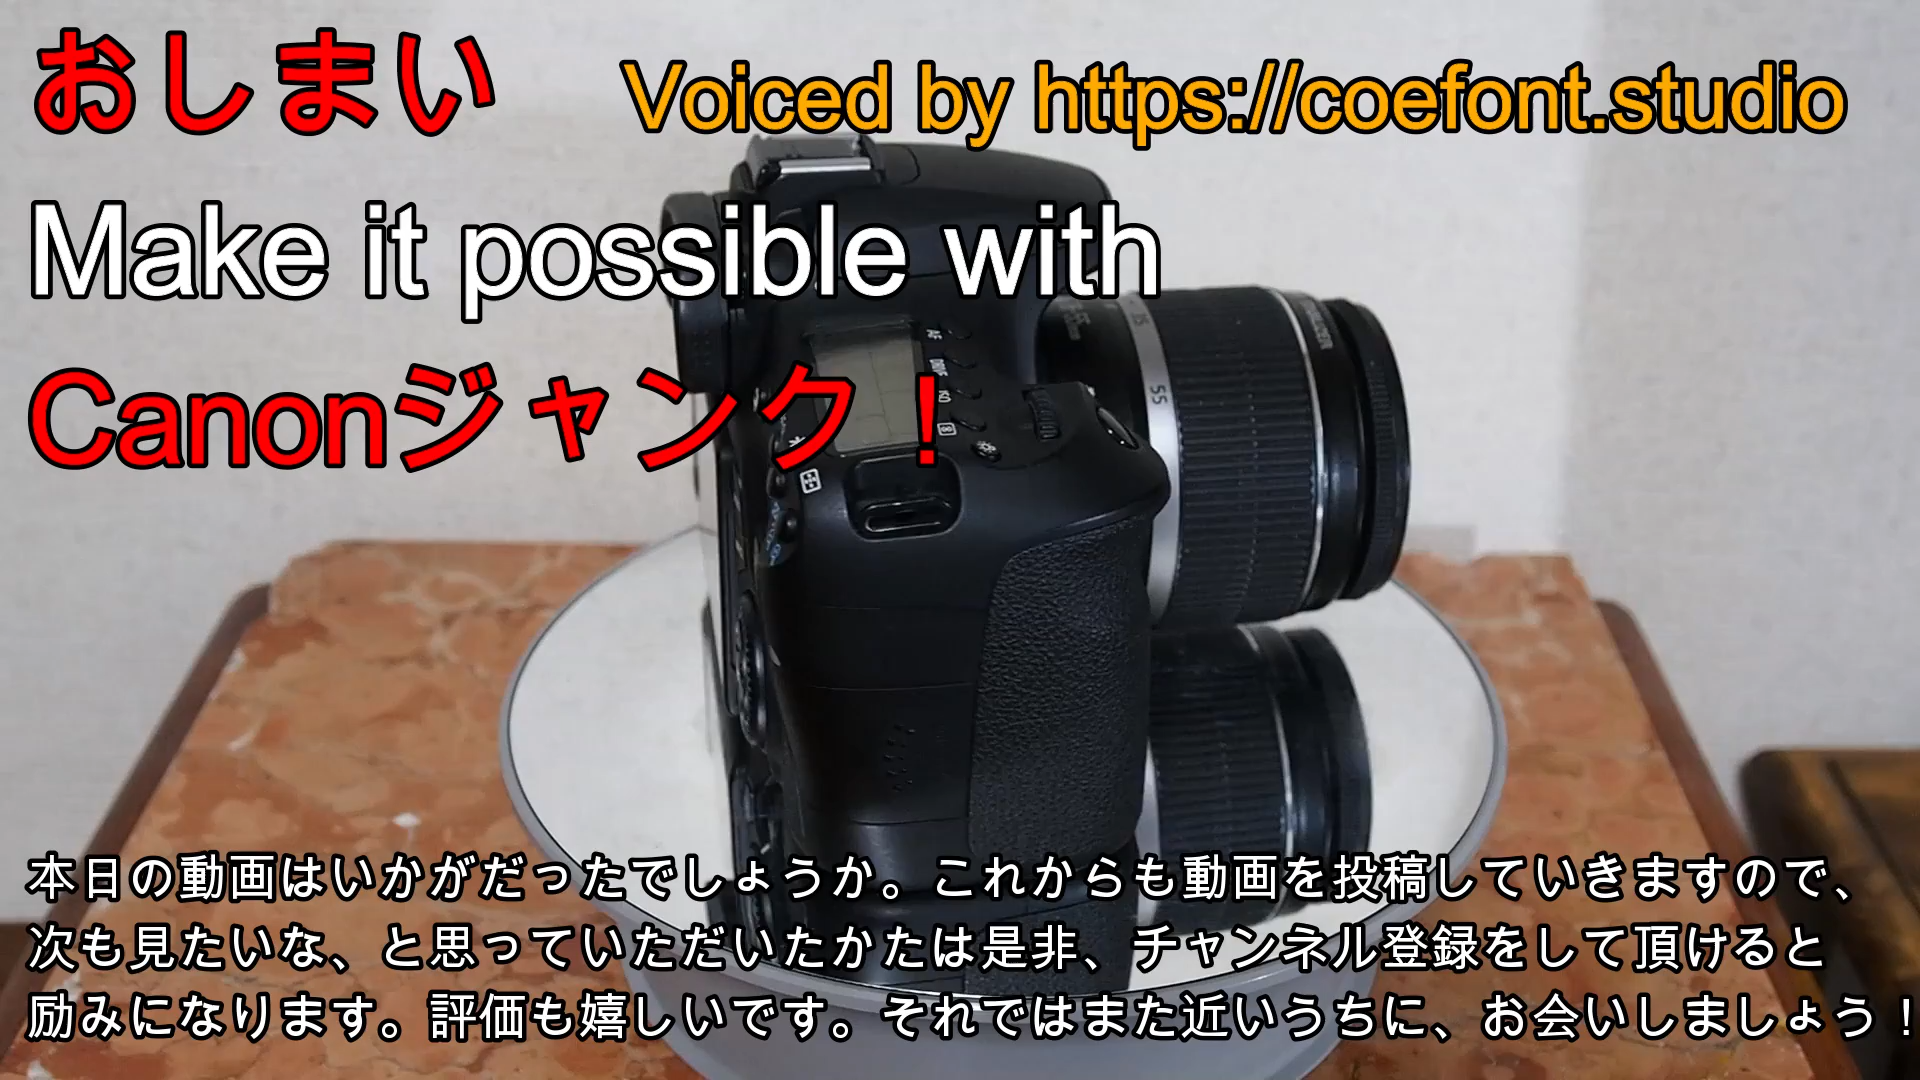 おしまい
Voiced by https://coefont.studio
Make it possible with
Canonジャンク！
AF
DRIVE
ISO
35
55
本日の動画はいかがだったでしょうか。これからも動画を投稿していきますので、
次も見たいな、と思っていただいたかたは是非、チャンネル登録をして頂けると
励みになります。評価も嬉しいです。それではまた近いうちに、お会いしましょう！